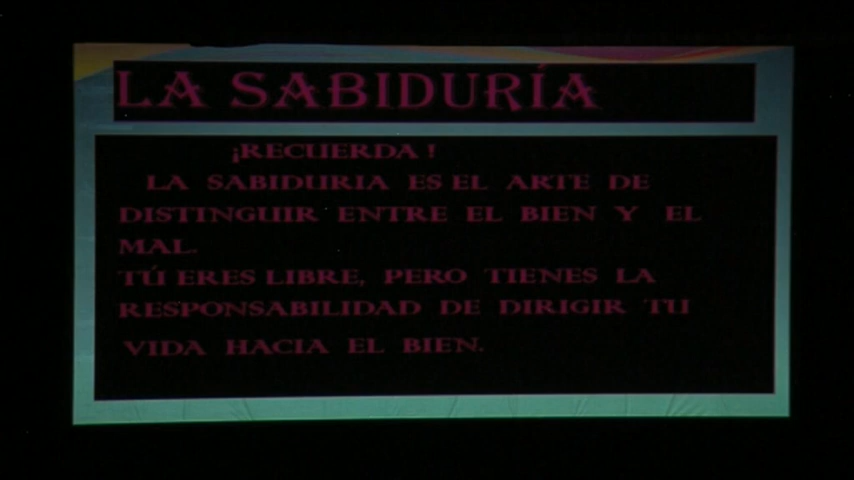 LA SABIDURÍA
¡RECUERDA !
LA SABIDURIA ES EL ARTE DE
DISTINGUIR ENTRE EL BIEN Y EL
MAL.
TÚ ERES LIBRE, PERO TIENES LA
RESPONSABILIDAD DE DIRIGIR TU
VIDA HACIA EL BIEN.